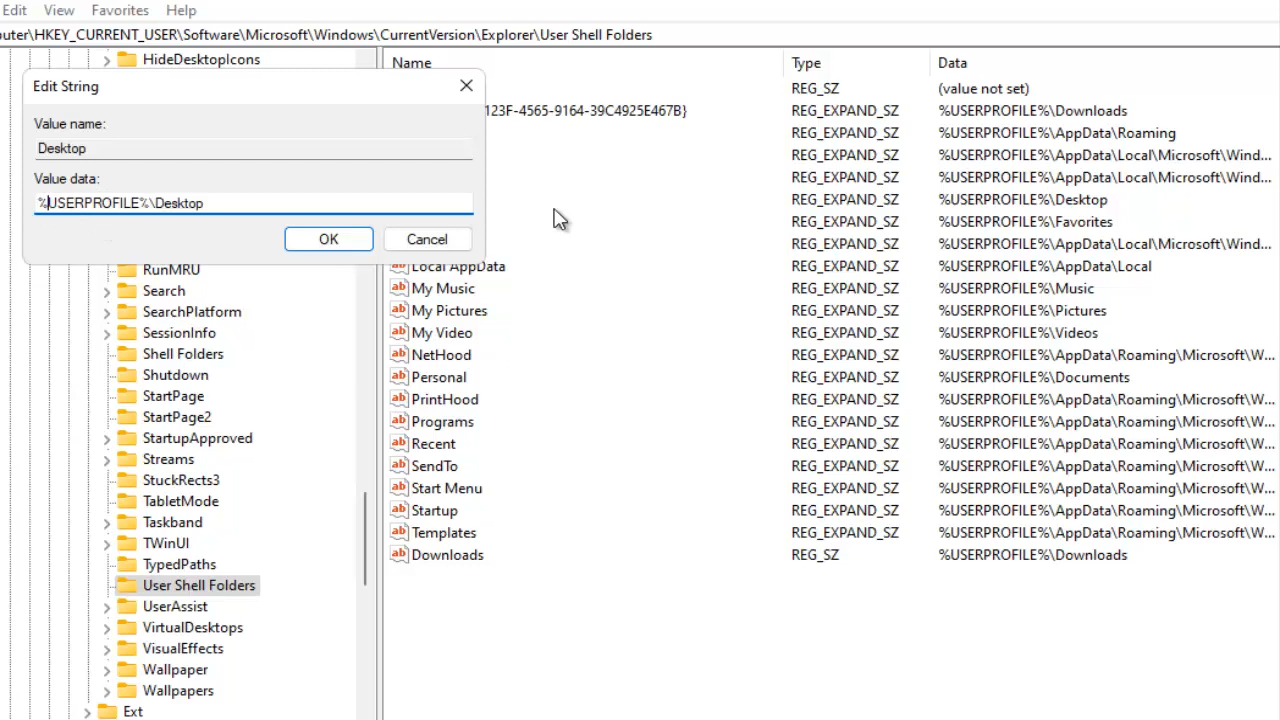 Edit View Favorites Help
outer\HKEY_CURRENT_USER\Software\Microsoft\Windows\CurrentVersion\Explorer\User Shell Folders
HideDesktopIcons
Edit String
Value name:
Desktop
Value data:
%USERPROFILE%\Desktop
OK Cancel
RunMRU
Search
SearchPlatform
SessionInfo
Shell Folders
Shutdown
StartPage
StartPage2
StartupApproved
Streams
StuckRects3
TabletMode
Taskband
TWinUI
TypedPaths
User Shell Folders
UserAssist
VirtualDesktops
VisualEffects
Wallpaper
Wallpapers
Ext
Name Type Data
REG_SZ (value not set)
123F-4565-9164-39C4925E467B} REG_EXPAND_SZ %USERPROFILE%\Downloads
REG_EXPAND_SZ %USERPROFILE%\AppData\Roaming
REG_EXPAND_SZ %USERPROFILE%\AppData\Local\Microsoft\Wind...
REG_EXPAND_SZ %USERPROFILE%\AppData\Local\Microsoft\Wind...
REG_EXPAND_SZ %USERPROFILE%\Desktop
REG_EXPAND_SZ %USERPROFILE%\Favorites
REG_EXPAND_SZ %USERPROFILE%\AppData\Local\Microsoft\Wind...
Local AppData REG_EXPAND_SZ %USERPROFILE%\AppData\Local
My Music REG_EXPAND_SZ %USERPROFILE%\Music
My Pictures REG_EXPAND_SZ %USERPROFILE%\Pictures
My Video REG_EXPAND_SZ %USERPROFILE%\Videos
NetHood REG_EXPAND_SZ %USERPROFILE%\AppData\Roaming\Microsoft\W...
Personal REG_EXPAND_SZ %USERPROFILE%\Documents
PrintHood REG_EXPAND_SZ %USERPROFILE%\AppData\Roaming\Microsoft\W...
Programs REG_EXPAND_SZ %USERPROFILE%\AppData\Roaming\Microsoft\W...
Recent REG_EXPAND_SZ %USERPROFILE%\AppData\Roaming\Microsoft\W...
SendTo REG_EXPAND_SZ %USERPROFILE%\AppData\Roaming\Microsoft\W...
Start Menu REG_EXPAND_SZ %USERPROFILE%\AppData\Roaming\Microsoft\W...
Startup REG_EXPAND_SZ %USERPROFILE%\AppData\Roaming\Microsoft\W...
Templates REG_EXPAND_SZ %USERPROFILE%\AppData\Roaming\Microsoft\W...
Downloads REG_SZ %USERPROFILE%\Downloads